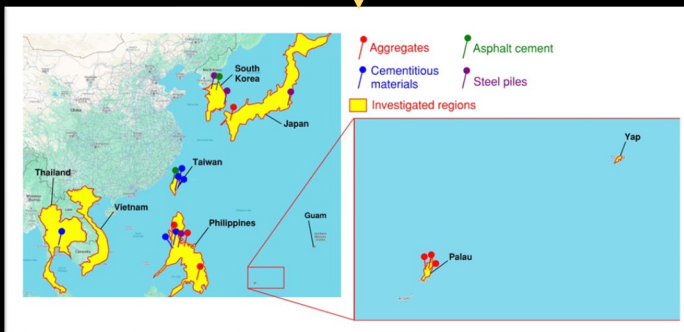 Aggregates
Asphalt cement
Cementitious
materials
Steel piles
Investigated regions
South
Korea
Japan
China
Taiwan
Thailand
Vietnam
Philippines
Guam
Yap
Palau